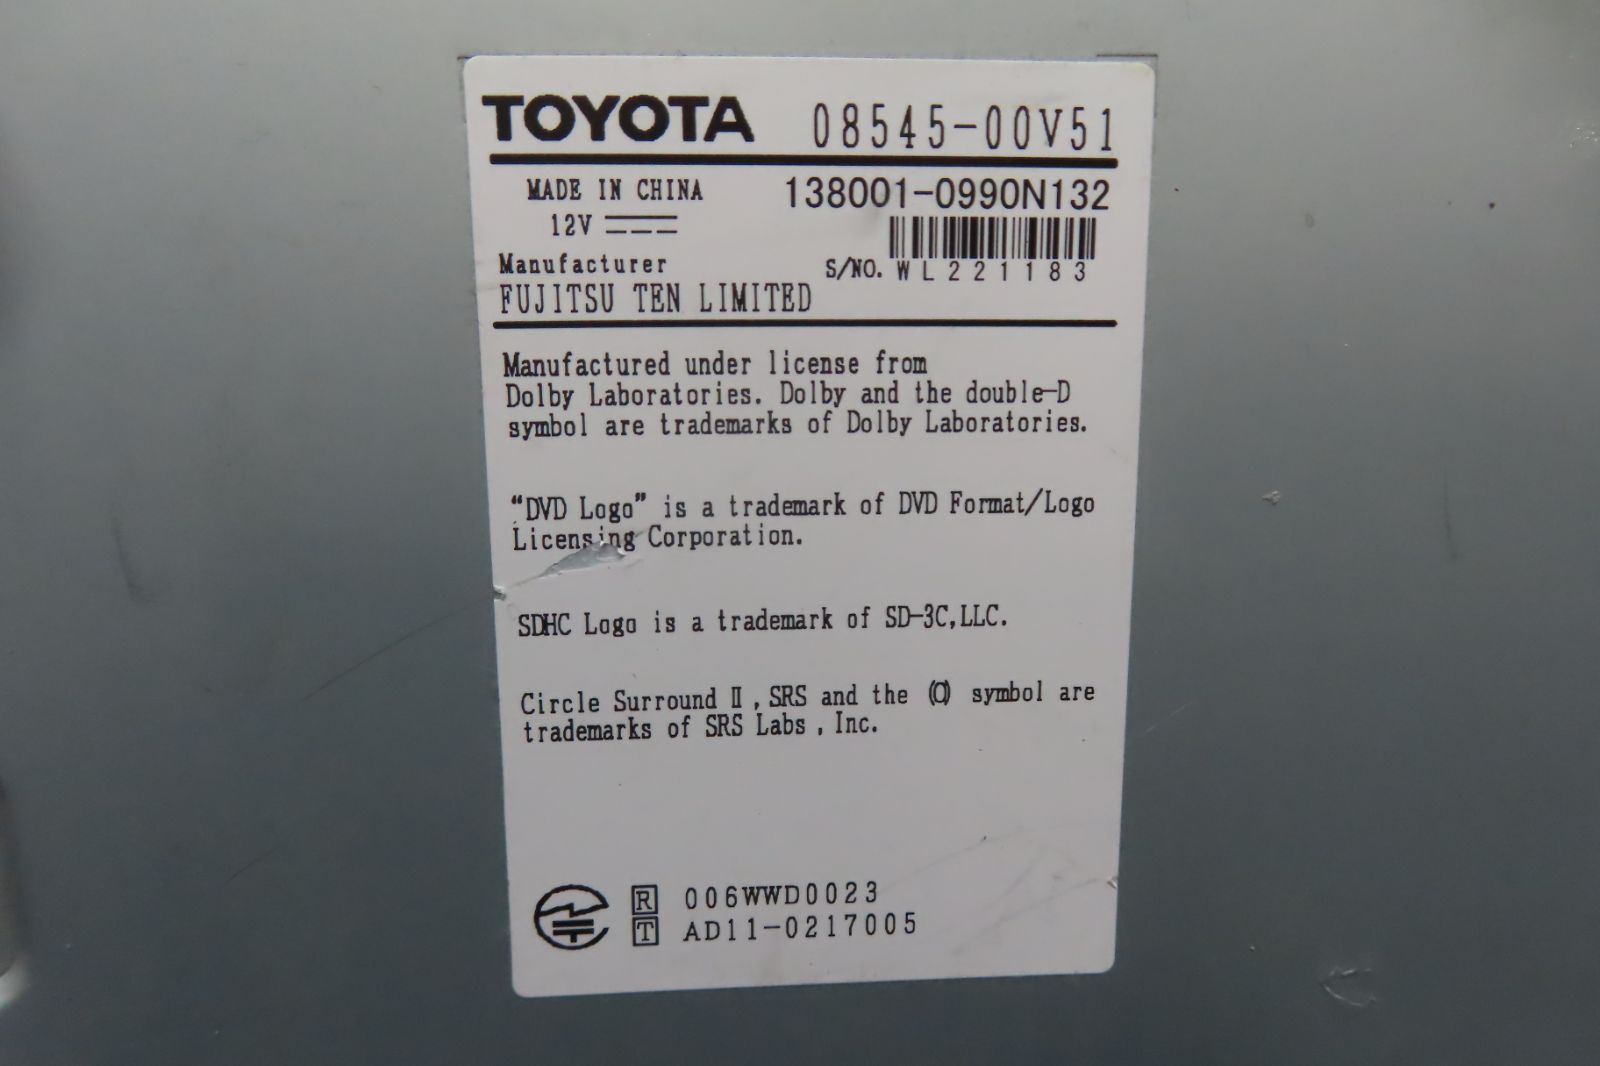 TOYOTA 08545-00V51
MADE IN CHINA 138001-0990N132
12V
Manufacturer S/NO. WL221183
FUJITSU TEN LIMITED
Manufactured under license from
Dolby Laboratories. Dolby and the double-D
symbol are trademarks of Dolby Laboratories.
“DVD Logo” is a trademark of DVD Format/Logo
Licensing Corporation.
SDHC Logo is a trademark of SD-3C,LLC.
Circle Surround Ⅱ , SRS and the (O) symbol are
trademarks of SRS Labs , Inc.
R 006WWD0023
T AD11-0217005